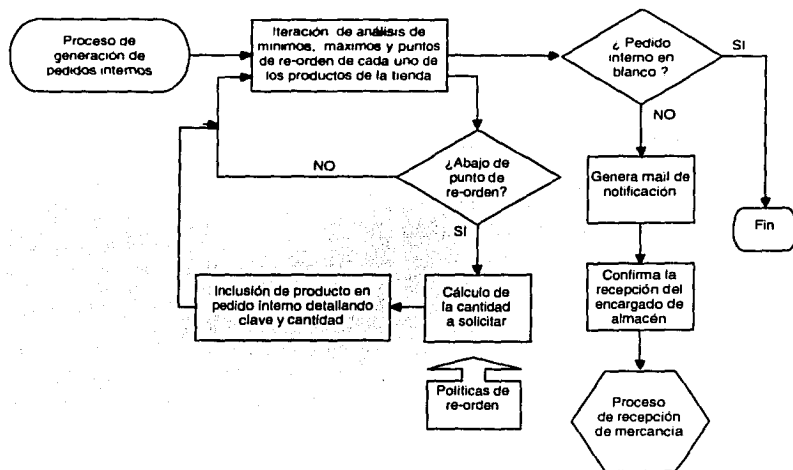 Proceso de
generación de
pedidos internos
Iteración de análisis de
mínimos, máximos y puntos
de re-orden de cada uno de
los productos de la tienda
¿ Pedido
interno en
blanco ?
SI
NO
¿Abajo de
punto de
re-orden?
NO
SI
Genera mail de
notificación
Fin
Inclusión de producto en
pedido interno detallando
clave y cantidad
Cálculo de
la cantidad
a solicitar
Confirma la
recepción del
encargado de
almacén
Políticas de
re-orden
Proceso
de recepción
de mercancia